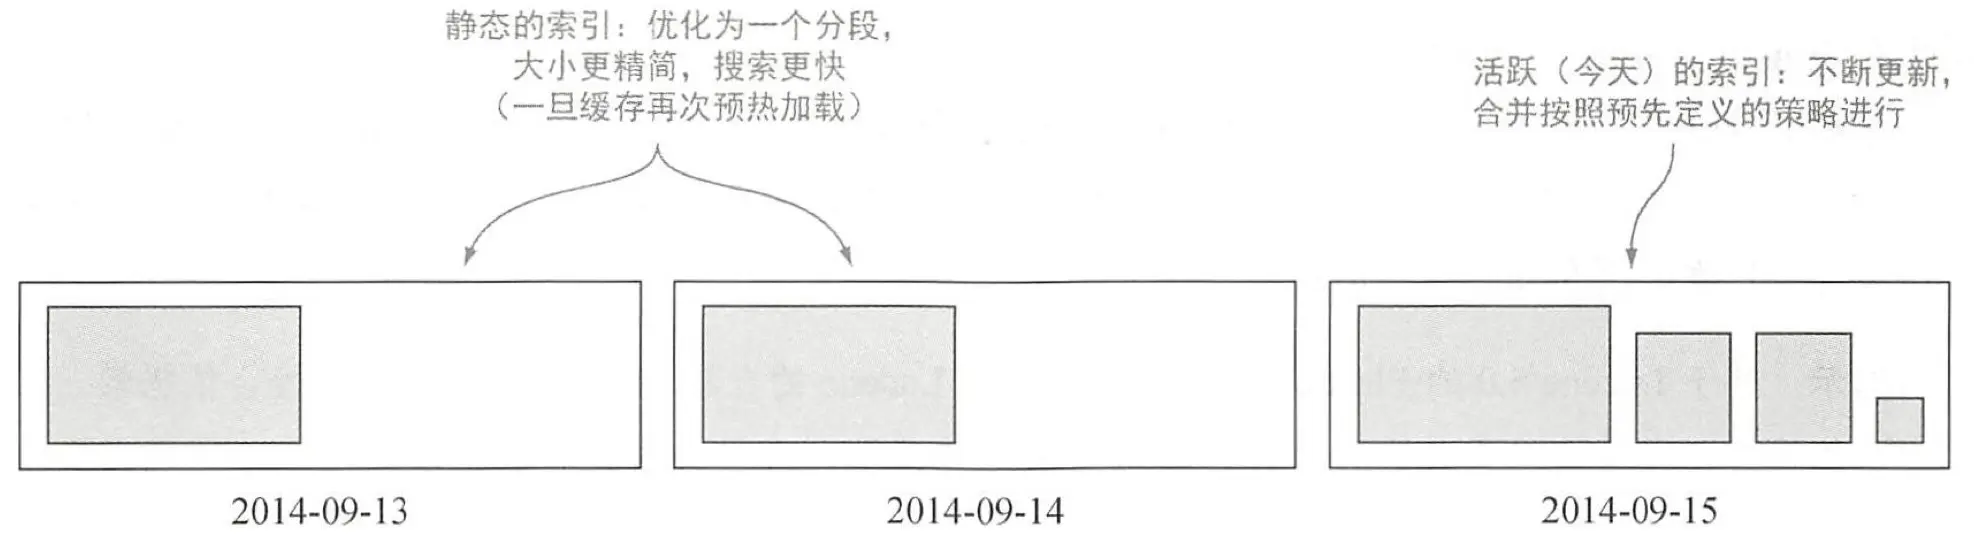 静态的索引：优化为一个分段，
大小更精简，搜索更快
（一旦缓存再次预热加载）
活跃（今天）的索引：不断更新，
合并按照预先定义的策略进行
2014-09-13
2014-09-14
2014-09-15